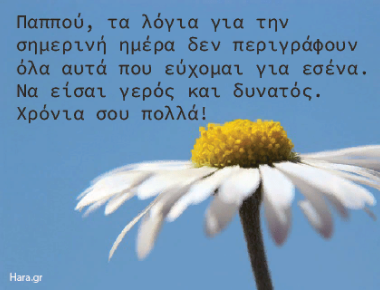 Παππού, τα λόγια για την
σημερινή ημέρα δεν περιγράφουν
όλα αυτά που εύχομαι για εσένα.
Να είσαι γερός και δυνατός.
Χρόνια σου πολλά!
Hara.gr